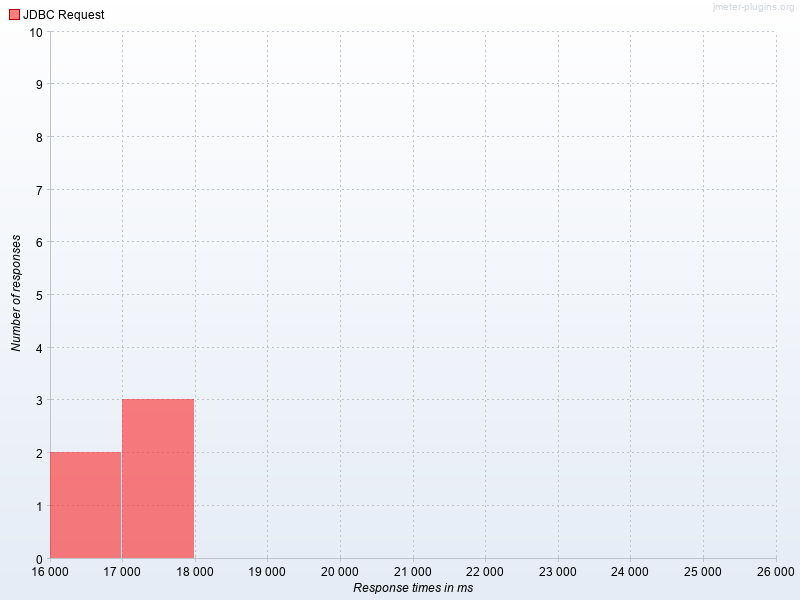 jmeter-plugins.org
JDBC Request
10
9
8
7
6
5
4
3
2
1
0
Number of responses
16 000 17 000 18 000 19 000 20 000 21 000 22 000 23 000 24 000 25 000 26 000
Response times in ms